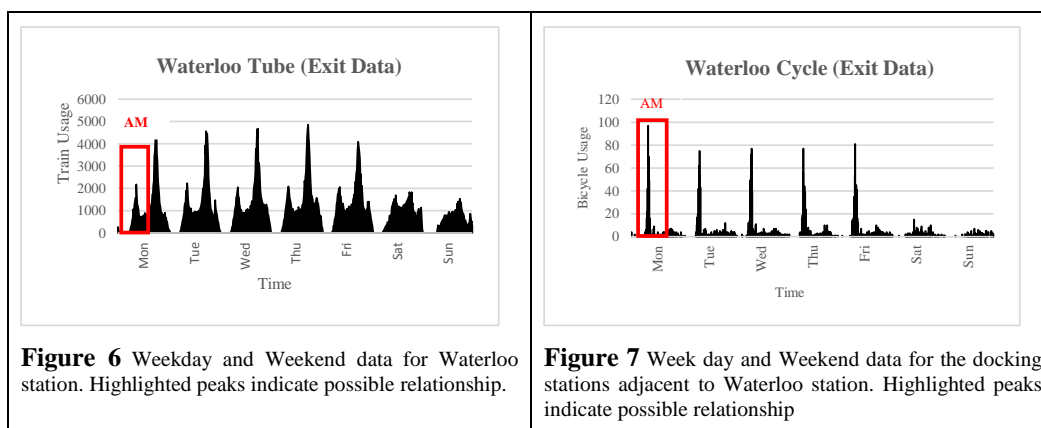 Waterloo Tube (Exit Data)
6000
5000
4000
3000
2000
1000
0
Train Usage
AM
Mon
Tue
Wed
Thu
Fri
Sat
Sun
Time
Figure 6 Weekday and Weekend data for Waterloo
station. Highlighted peaks indicate possible relationship.
Waterloo Cycle (Exit Data)
120
100
80
60
40
20
0
Bicycle Usage
AM
Mon
Tue
Wed
Thu
Fri
Sat
Sun
Time
Figure 7 Week day and Weekend data for the docking
stations adjacent to Waterloo station. Highlighted peaks
indicate possible relationship